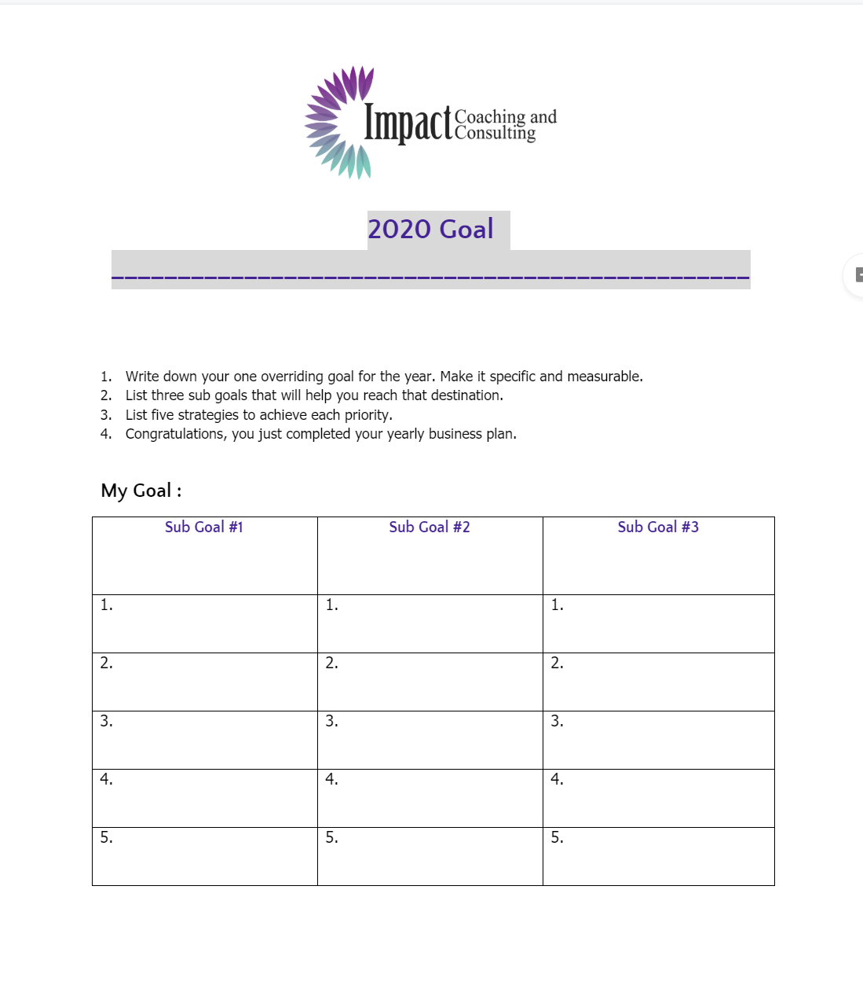 Impact Coaching and
Consulting
2020 Goal
________________________________________________
1. Write down your one overriding goal for the year. Make it specific and measurable.
2. List three sub goals that will help you reach that destination.
3. List five strategies to achieve each priority.
4. Congratulations, you just completed your yearly business plan.
My Goal :
Sub Goal #1 Sub Goal #2 Sub Goal #3
1. 1. 1.
2. 2. 2.
3. 3. 3.
4. 4. 4.
5. 5. 5.